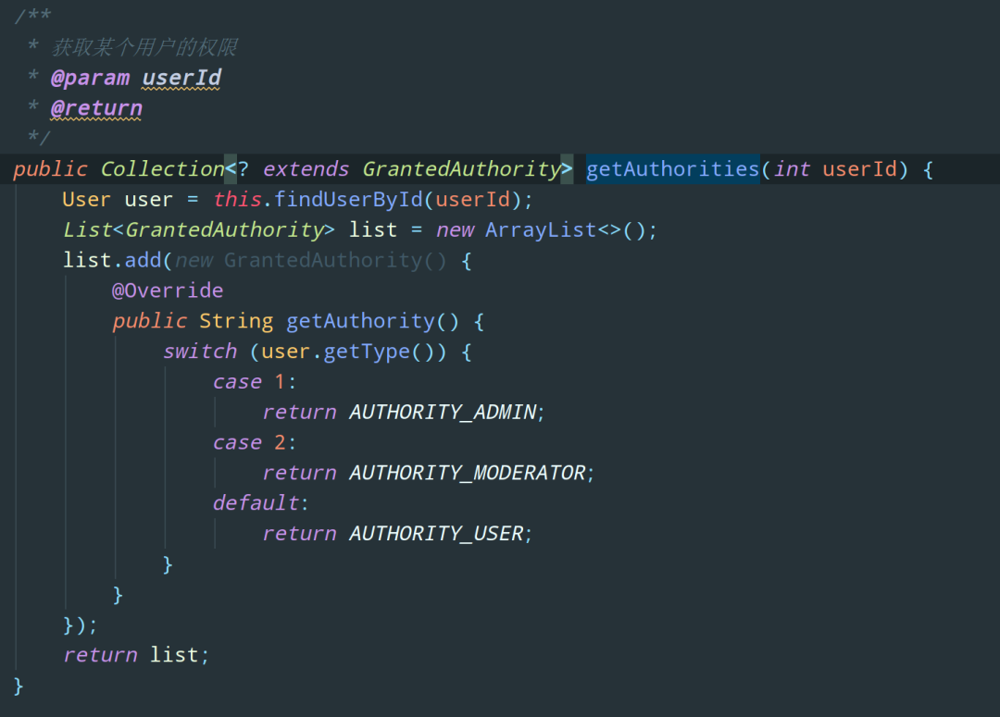 /**
 * 获取某个用户的权限
 * @param userId
 * @return
 */
public Collection<? extends GrantedAuthority> getAuthorities(int userId) {
    User user = this.findUserById(userId);
    List<GrantedAuthority> list = new ArrayList<>();
    list.add(new GrantedAuthority() {
        @Override
        public String getAuthority() {
            switch (user.getType()) {
                case 1:
                    return AUTHORITY_ADMIN;
                case 2:
                    return AUTHORITY_MODERATOR;
                default:
                    return AUTHORITY_USER;
            }
        }
    });
    return list;
}